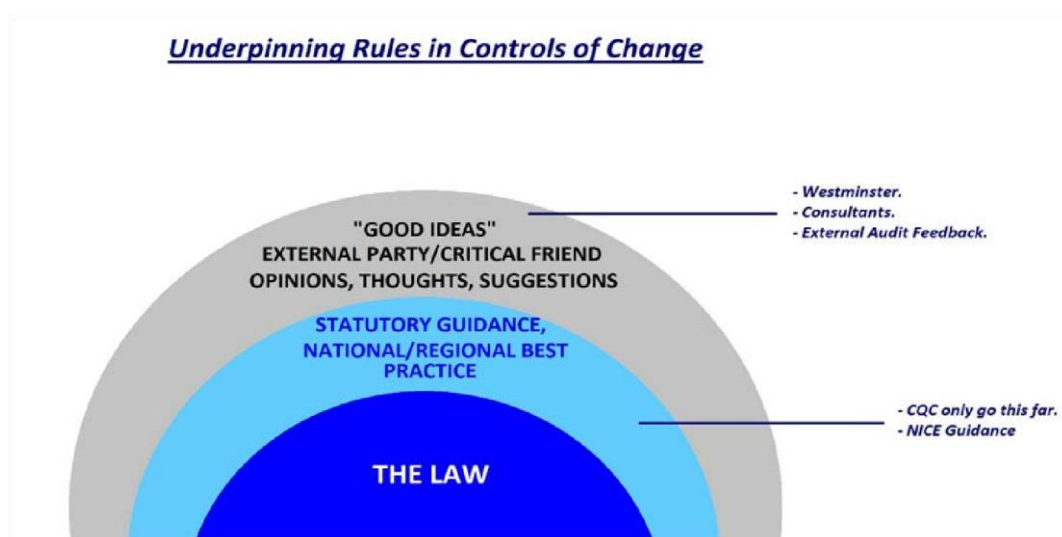 Underpinning Rules in Controls of Change
- Westminster.
- Consultants.
- External Audit Feedback.
"GOOD IDEAS"
EXTERNAL PARTY/CRITICAL FRIEND
OPINIONS, THOUGHTS, SUGGESTIONS
STATUTORY GUIDANCE,
NATIONAL/REGIONAL BEST
PRACTICE
- CQC only go this far.
- NICE Guidance
THE LAW